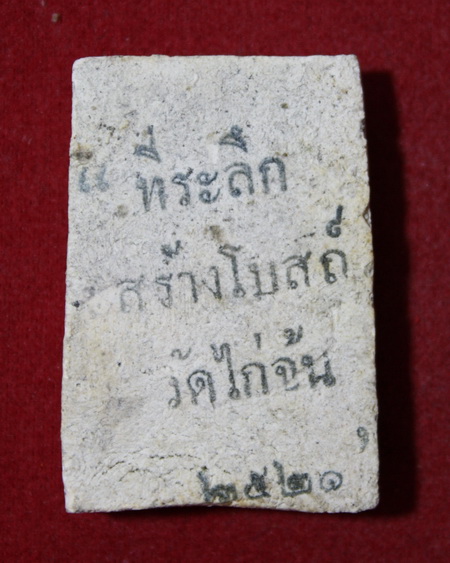 " ที่ระลึก
สร้างโบสถ์
วัดไก่จ้น
,
๒๕๒๑